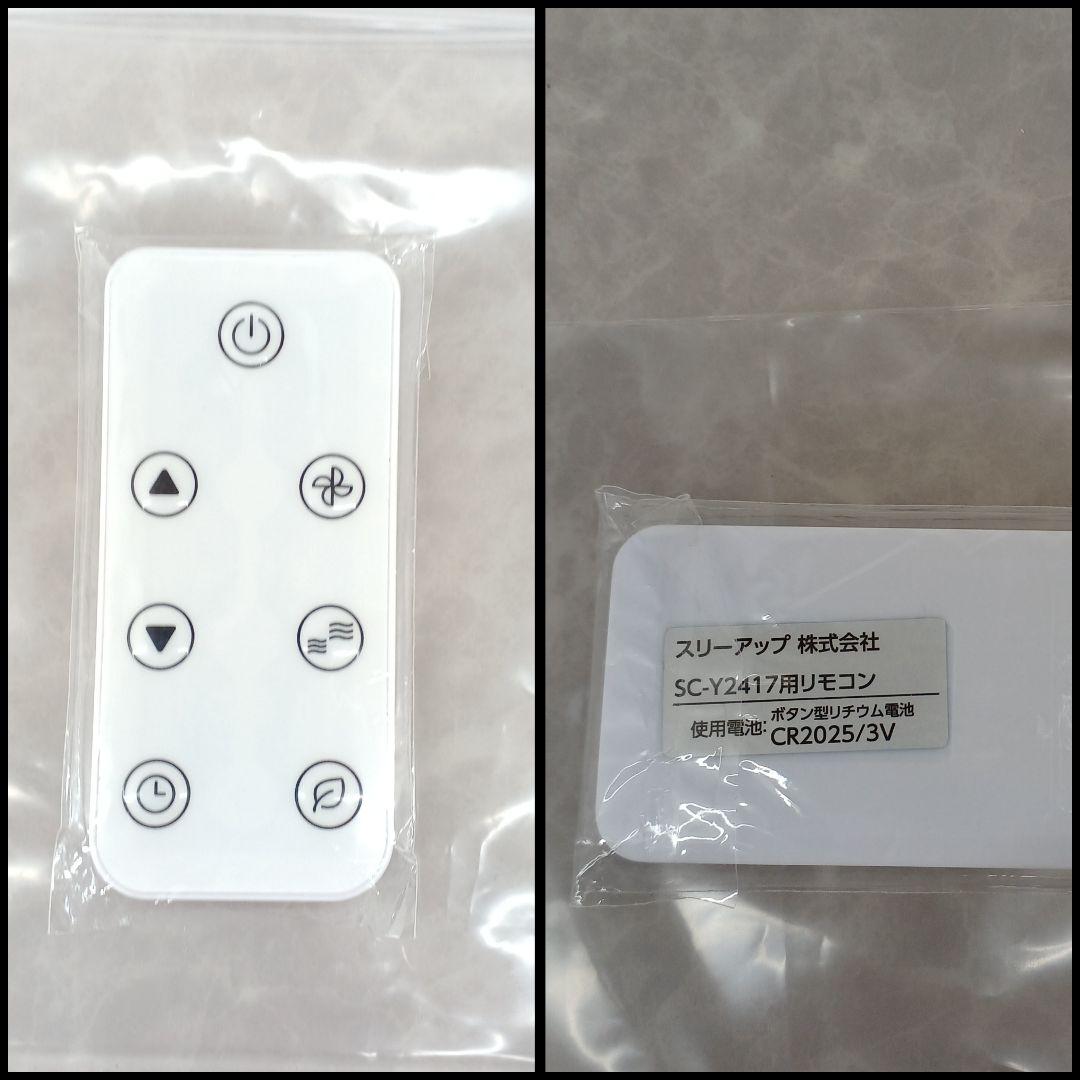 スリーアップ 株式会社
SC-Y2417用リモコン
使用電池:ボタン型リチウム電池
CR2025/3V